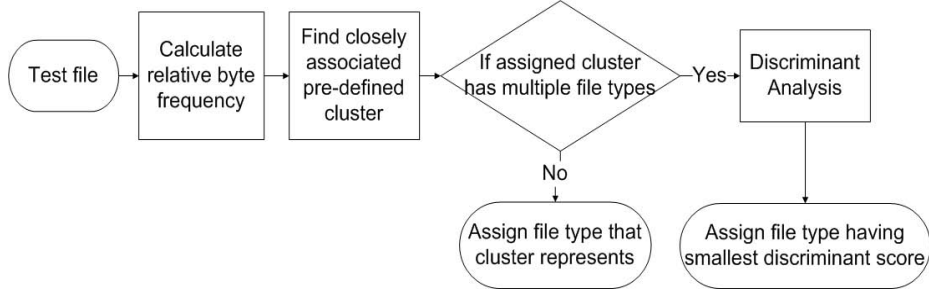 Test file
Calculate
relative byte
frequency
Find closely
associated
pre-defined
cluster
If assigned cluster
has multiple file types
Yes
Discriminant
Analysis
No
Assign file type that
cluster represents
Assign file type having
smallest discriminant score